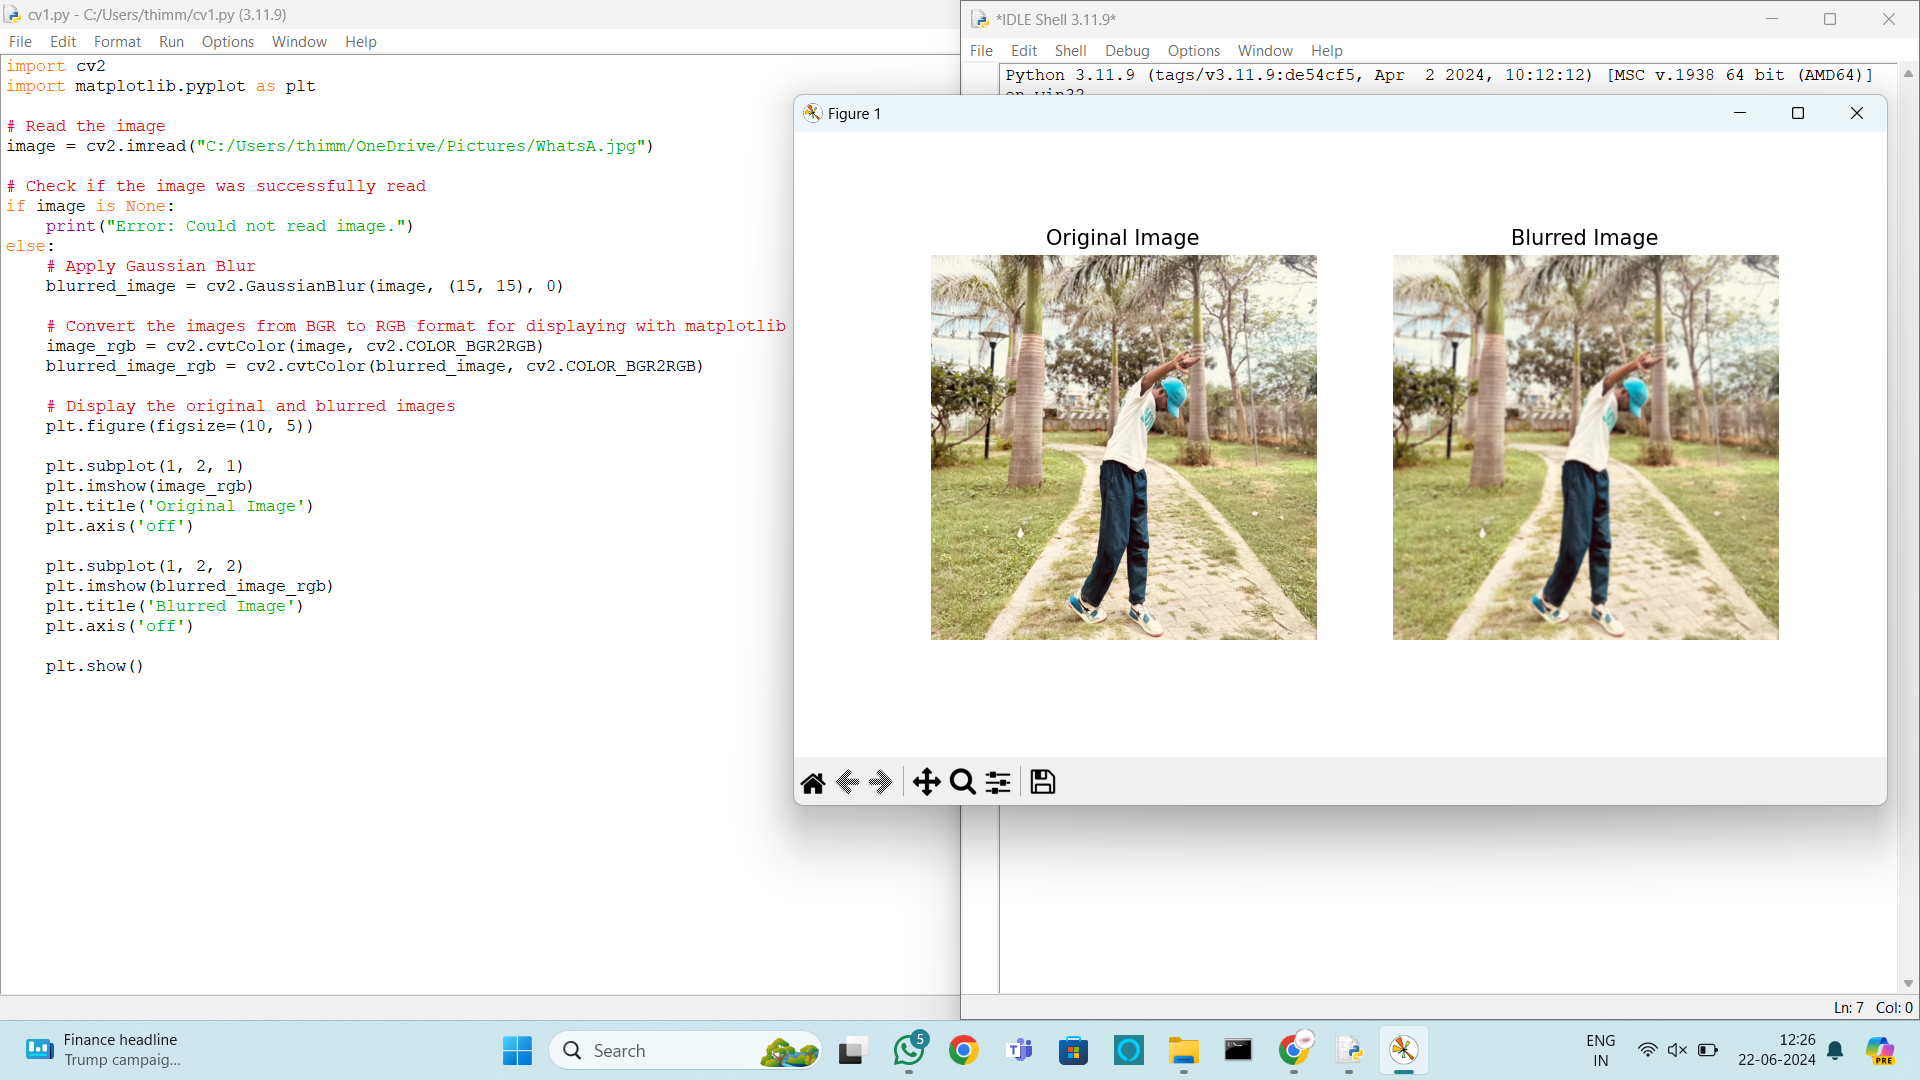 cv1.py - C:/Users/thimm/cv1.py (3.11.9)
File Edit Format Run Options Window Help
import cv2
import matplotlib.pyplot as plt
# Read the image
image = cv2.imread("C:/Users/thimm/OneDrive/Pictures/WhatsA.jpg")
# Check if the image was successfully read
if image is None:
    print("Error: Could not read image.")
else:
    # Apply Gaussian Blur
    blurred_image = cv2.GaussianBlur(image, (15, 15), 0)
    # Convert the images from BGR to RGB format for displaying with matplotlib
    image_rgb = cv2.cvtColor(image, cv2.COLOR_BGR2RGB)
    blurred_image_rgb = cv2.cvtColor(blurred_image, cv2.COLOR_BGR2RGB)
    # Display the original and blurred images
    plt.figure(figsize=(10, 5))
    plt.subplot(1, 2, 1)
    plt.imshow(image_rgb)
    plt.title('Original Image')
    plt.axis('off')
    plt.subplot(1, 2, 2)
    plt.imshow(blurred_image_rgb)
    plt.title('Blurred Image')
    plt.axis('off')
    plt.show()
*IDLE Shell 3.11.9*
File Edit Shell Debug Options Window Help
Python 3.11.9 (tags/v3.11.9:de54cf5, Apr  2 2024, 10:12:12) [MSC v.1938 64 bit (AMD64)]
on win32
Figure 1
Original Image
Blurred Image
Ln: 7 Col: 0
Finance headline
Trump campaig...
Search
5
PRE
ENG
IN
12:26
22-06-2024